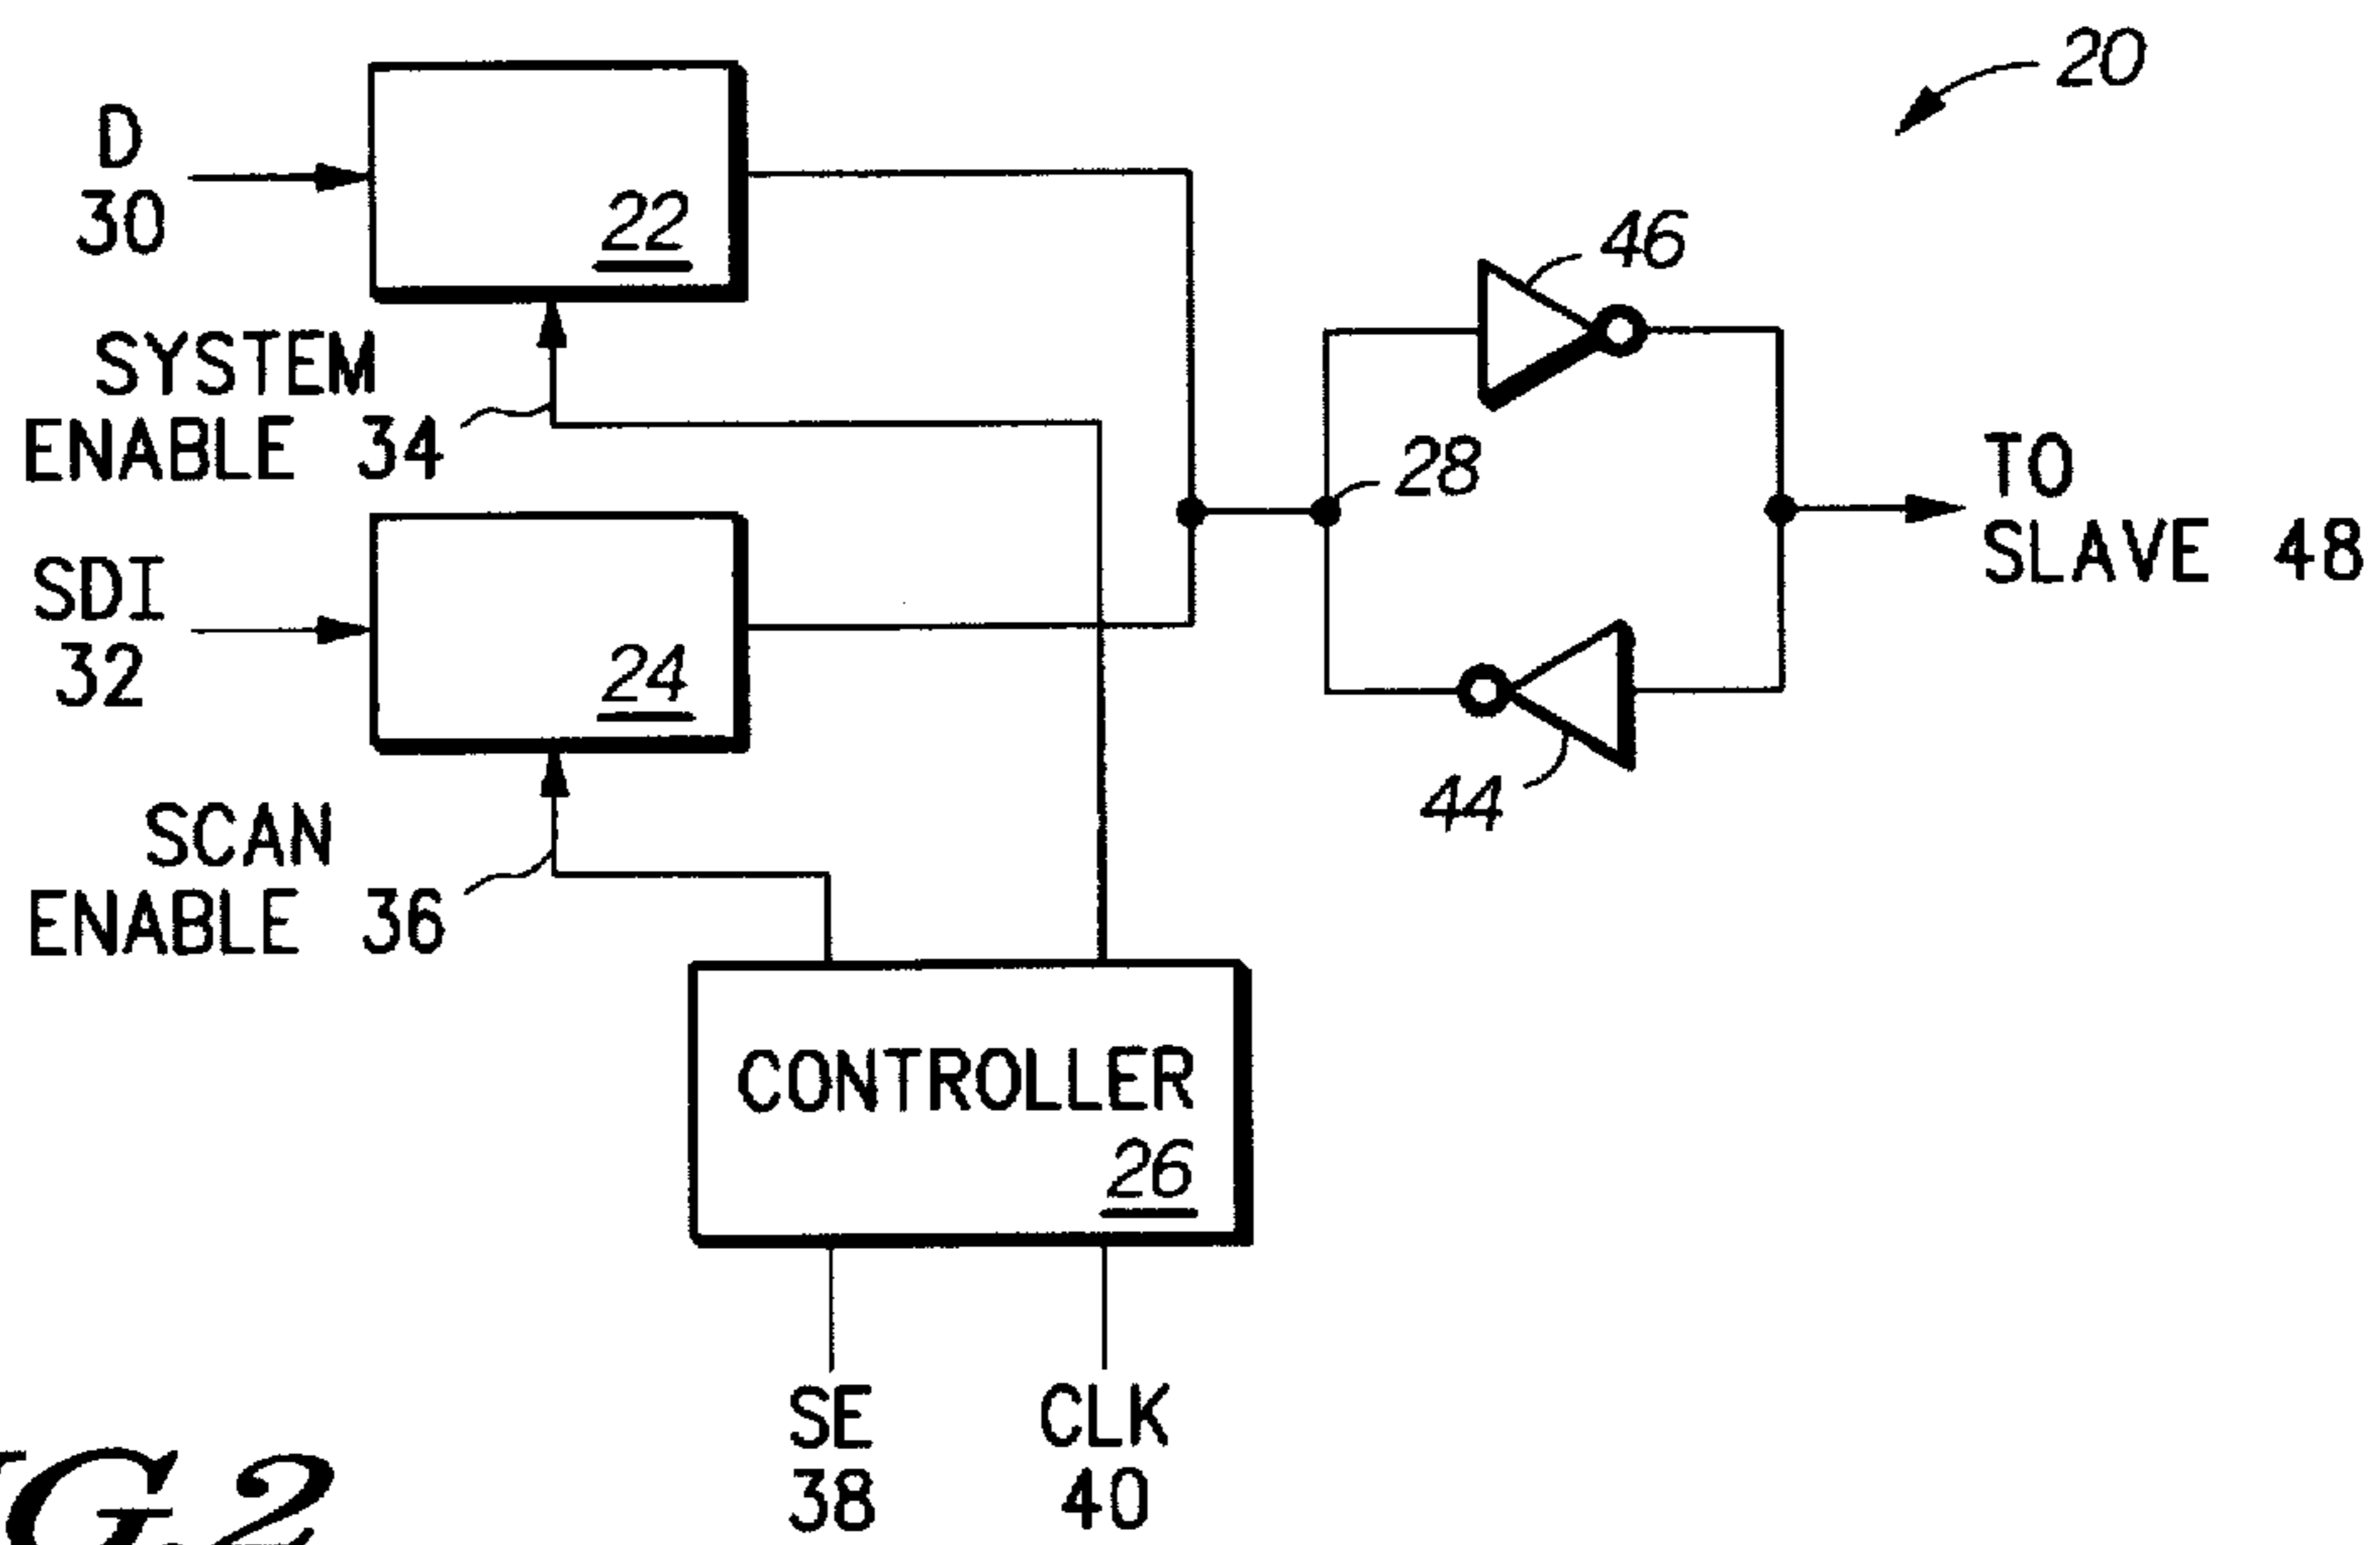 20
D
30
22
46
SYSTEM
ENABLE 34
28
TO
SLAVE 48
SDI
32
24
44
SCAN
ENABLE 36
CONTROLLER
26
SE
38
CLK
40
G.2